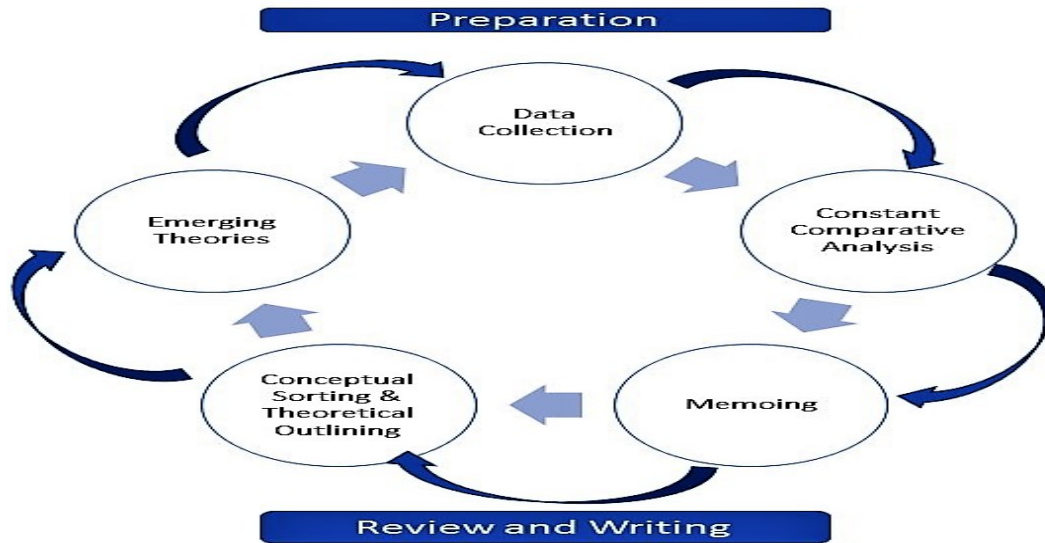 Preparation
Data
Collection
Emerging
Theories
Constant
Comparative
Analysis
Conceptual
Sorting &
Theoretical
Outlining
Memoing
Review and Writing